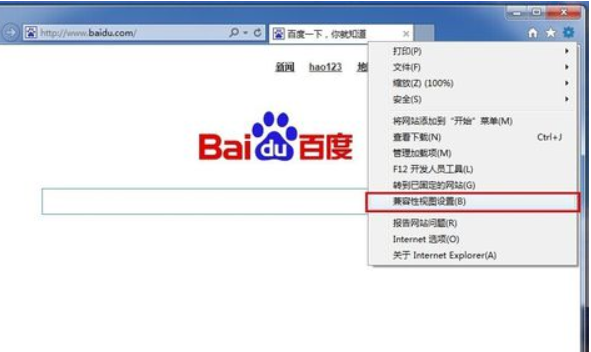 http://www.baidu.com/
百度一下，你就知道
新闻 hao123 地
Bai du 百度
打印(P)
文件(F)
缩放(Z) (100%)
安全(S)
将网站添加到“开始”菜单(M)
查看下载(N) Ctrl+J
管理加载项(M)
F12 开发人员工具(L)
转到已固定的网站(G)
兼容性视图设置(B)
报告网站问题(R)
Internet 选项(O)
关于 Internet Explorer(A)